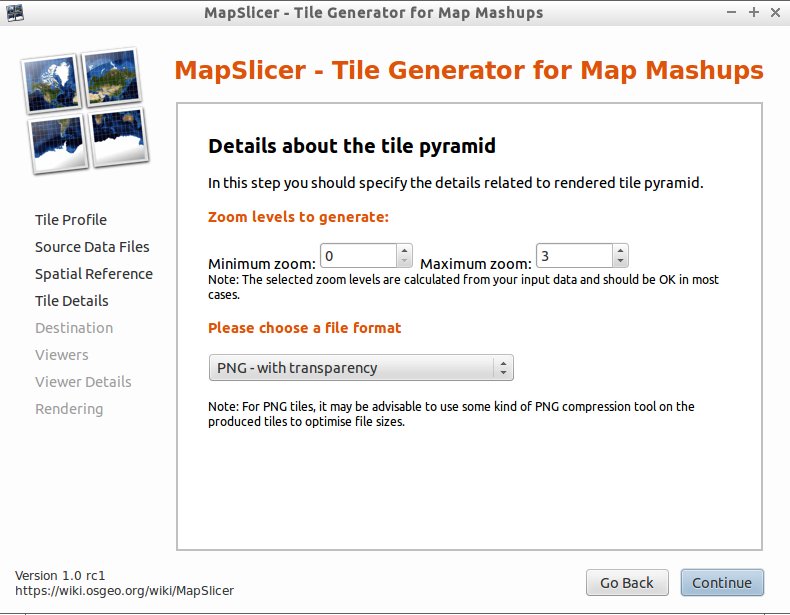 MapSlicer - Tile Generator for Map Mashups
MapSlicer - Tile Generator for Map Mashups
Tile Profile
Source Data Files
Spatial Reference
Tile Details
Destination
Viewers
Viewer Details
Rendering
Details about the tile pyramid
In this step you should specify the details related to rendered tile pyramid.
Zoom levels to generate:
Minimum zoom: 0 Maximum zoom: 3
Note: The selected zoom levels are calculated from your input data and should be OK in most
cases.
Please choose a file format
PNG - with transparency
Note: For PNG tiles, it may be advisable to use some kind of PNG compression tool on the
produced tiles to optimise file sizes.
Version 1.0 rc1
https://wiki.osgeo.org/wiki/MapSlicer
Go Back Continue